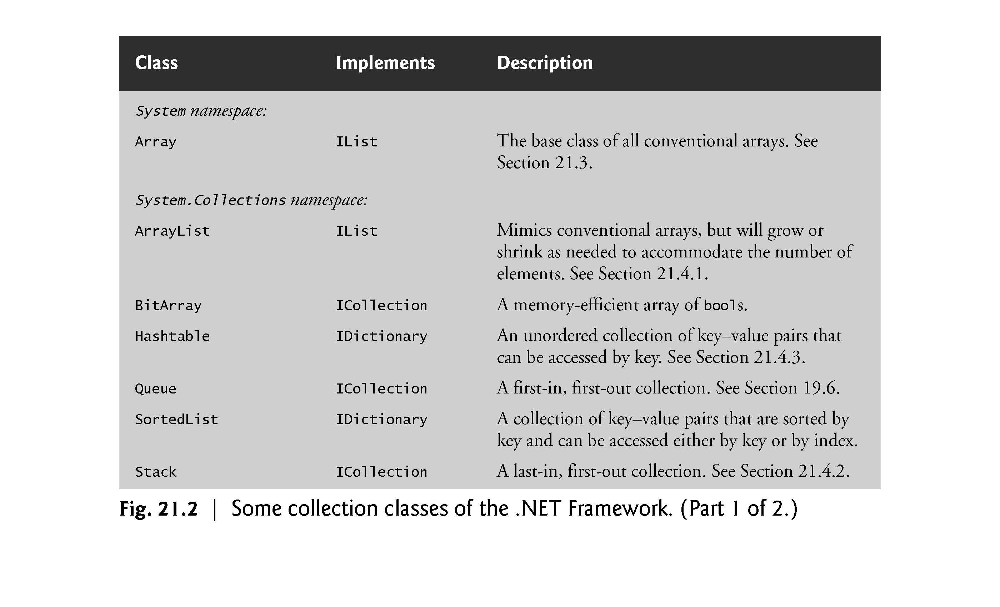 Class Implements Description
System namespace:
Array IList The base class of all conventional arrays. See
Section 21.3.
System.Collections namespace:
ArrayList IList Mimics conventional arrays, but will grow or
shrink as needed to accommodate the number of
elements. See Section 21.4.1.
BitArray ICollection A memory-efficient array of bools.
Hashtable IDictionary An unordered collection of key–value pairs that
can be accessed by key. See Section 21.4.3.
Queue ICollection A first-in, first-out collection. See Section 19.6.
SortedList IDictionary A collection of key–value pairs that are sorted by
key and can be accessed either by key or by index.
Stack ICollection A last-in, first-out collection. See Section 21.4.2.
Fig. 21.2 | Some collection classes of the .NET Framework. (Part 1 of 2.)